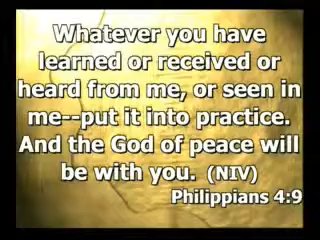 Whatever you have
learned or received or
heard from me, or seen in
me--put it into practice.
And the God of peace will
be with you. (NIV)
Philippians 4:9